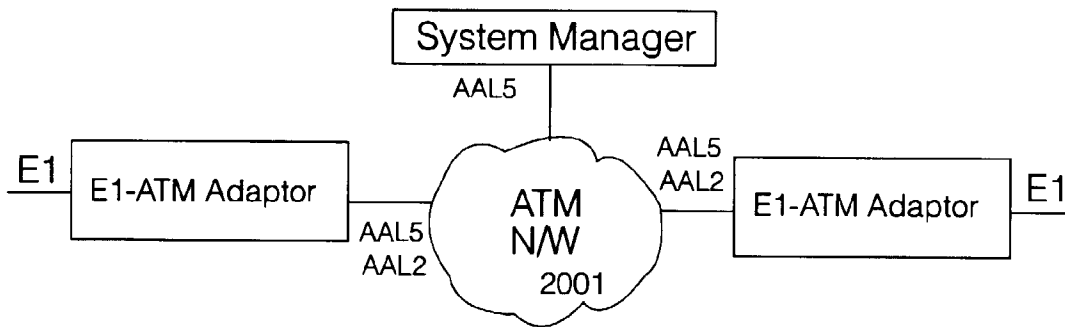 System Manager
AAL5
E1
E1-ATM Adaptor
AAL5
AAL2
ATM
N/W
2001
AAL5
AAL2
E1-ATM Adaptor
E1